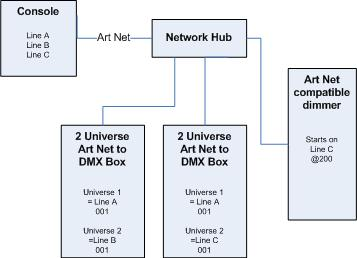 Console
Line A
Line B
Line C
Art Net
Network Hub
2 Universe
Art Net to
DMX Box
Universe 1
= Line A
001
Universe 2
=Line B
001
2 Universe
Art Net to
DMX Box
Universe 1
= Line A
001
Universe 2
=Line C
001
Art Net
compatible
dimmer
Starts on
Line C
@200